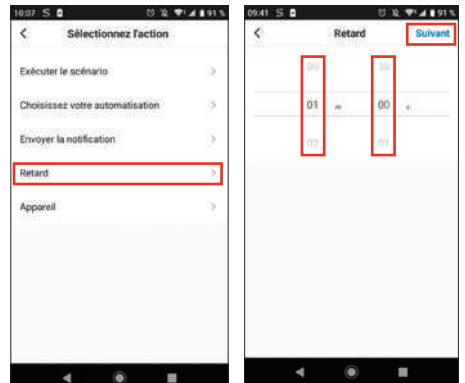 10:07 S 91 %
Sélectionnez l'action
Exécuter le scénario
Choisissez votre automatisation
Envoyer la notification
Retard
Appareil
09:41 S 91 %
Retard Suivant
00 59
01 m 00 s
02 01